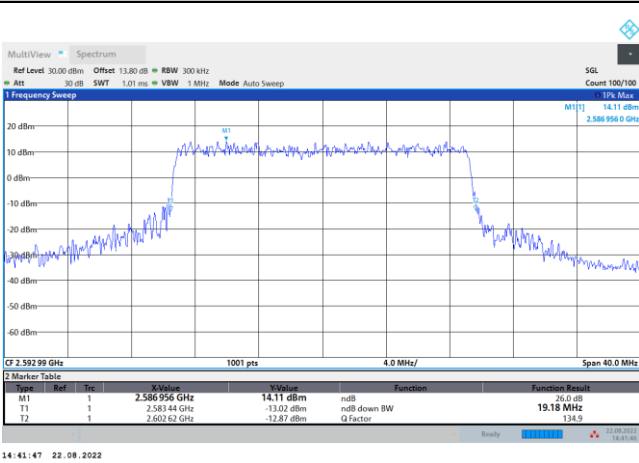 MultiView Spectrum
Ref Level 30.00 dBm Offset 13.80 dB RBW 300 kHz SGL
Att 30 dB SWT 1.01 ms VBW 1 MHz Mode Auto Sweep Count 100/100
1 Frequency Sweep 1Pk Max
M1[1] 14.11 dBm
2.586 956 0 GHz
M1
20 dBm
10 dBm
0 dBm
-10 dBm
-20 dBm
-30 dBm
-40 dBm
-50 dBm
-60 dBm
CF 2.592 99 GHz 1001 pts 4.0 MHz/ Span 40.0 MHz
2 Marker Table
Type Ref Trc X-Value Y-Value Function Function Result
M1 1 2.586 956 GHz 14.11 dBm ndB 26.0 dB
T1 1 2.583 44 GHz -13.02 dBm ndB down BW 19.18 MHz
T2 1 2.602 62 GHz -12.87 dBm Q Factor 134.9
Ready 22.08.2022
14:41:46
14:41:47 22.08.2022